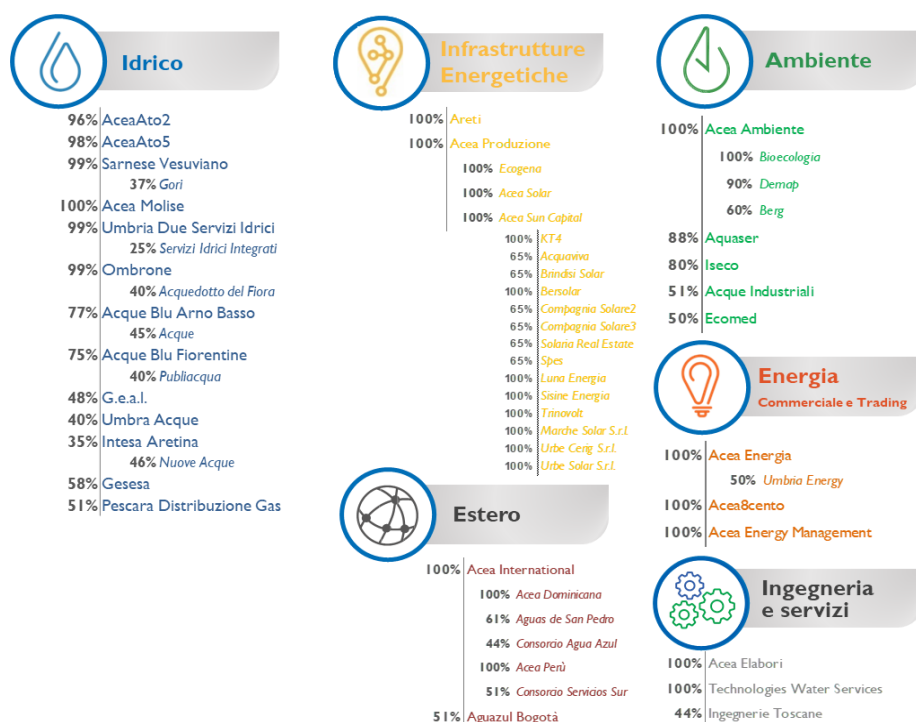 Idrico
96% AceaAto2
98% AceaAto5
99% Sarnese Vesuviano
37% Gori
100% Acea Molise
99% Umbria Due Servizi Idrici
25% Servizi Idrici Integrati
99% Ombrone
40% Acquedotto del Fiora
77% Acque Blu Arno Basso
45% Acque
75% Acque Blu Fiorentine
40% Publiacqua
48% G.e.a.l.
40% Umbra Acque
35% Intesa Aretina
46% Nuove Acque
58% Gesesa
51% Pescara Distribuzione Gas
Infrastrutture
Energetiche
100% Areti
100% Acea Produzione
100% Ecogena
100% Acea Solar
100% Acea Sun Capital
100% KT4
65% Acquaviva
65% Brindisi Solar
100% Bersolar
65% Compagnia Solare2
65% Compagnia Solare3
65% Solaria Real Estate
65% Spes
100% Luna Energia
100% Sisine Energia
100% Trinovolt
100% Marche Solar S.r.l.
100% Urbe Cerig S.r.l.
100% Urbe Solar S.r.l.
Estero
100% Acea International
100% Acea Dominicana
61% Aguas de San Pedro
44% Consorcio Agua Azul
100% Acea Perù
51% Consorcio Servicios Sur
51% Aguazul Bogotà
Ambiente
100% Acea Ambiente
100% Bioecologia
90% Demap
60% Berg
88% Aquaser
80% Iseco
51% Acque Industriali
50% Ecomed
Energia
Commerciale e Trading
100% Acea Energia
50% Umbria Energy
100% Acea8cento
100% Acea Energy Management
Ingegneria
e servizi
100% Acea Elabori
100% Technologies Water Services
44% Ingegnerie Toscane